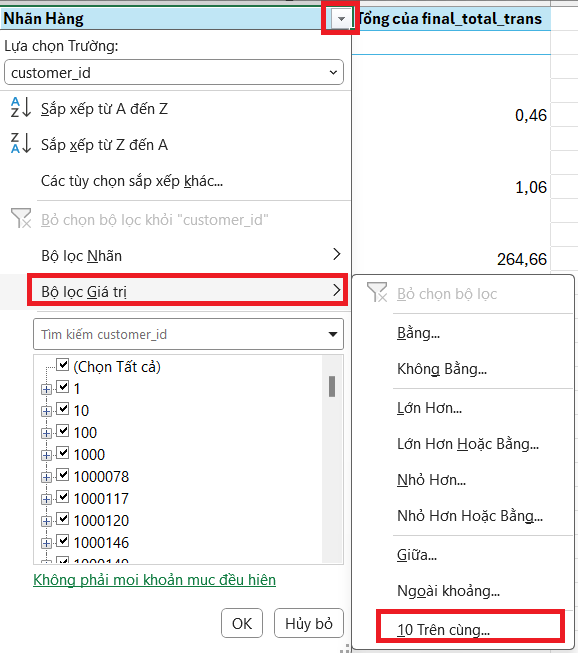 Nhãn Hàng
Tổng của final_total_trans
Lựa chọn Trường:
customer_id
Sắp xếp từ A đến Z
Sắp xếp từ Z đến A
Các tùy chọn sắp xếp khác...
Bỏ chọn bộ lọc khỏi "customer_id"
Bộ lọc Nhãn
Bộ lọc Giá trị
Tìm kiếm customer_id
(Chọn Tất cả)
1
10
100
1000
1000078
1000117
1000120
1000146
Không phải mọi khoản mục đều hiện
OK
Hủy bỏ
0,46
1,06
264,66
Bỏ chọn bộ lọc
Bằng...
Không Bằng...
Lớn Hơn...
Lớn Hơn Hoặc Bằng...
Nhỏ Hơn...
Nhỏ Hơn Hoặc Bằng...
Giữa...
Ngoài khoảng...
10 Trên cùng...